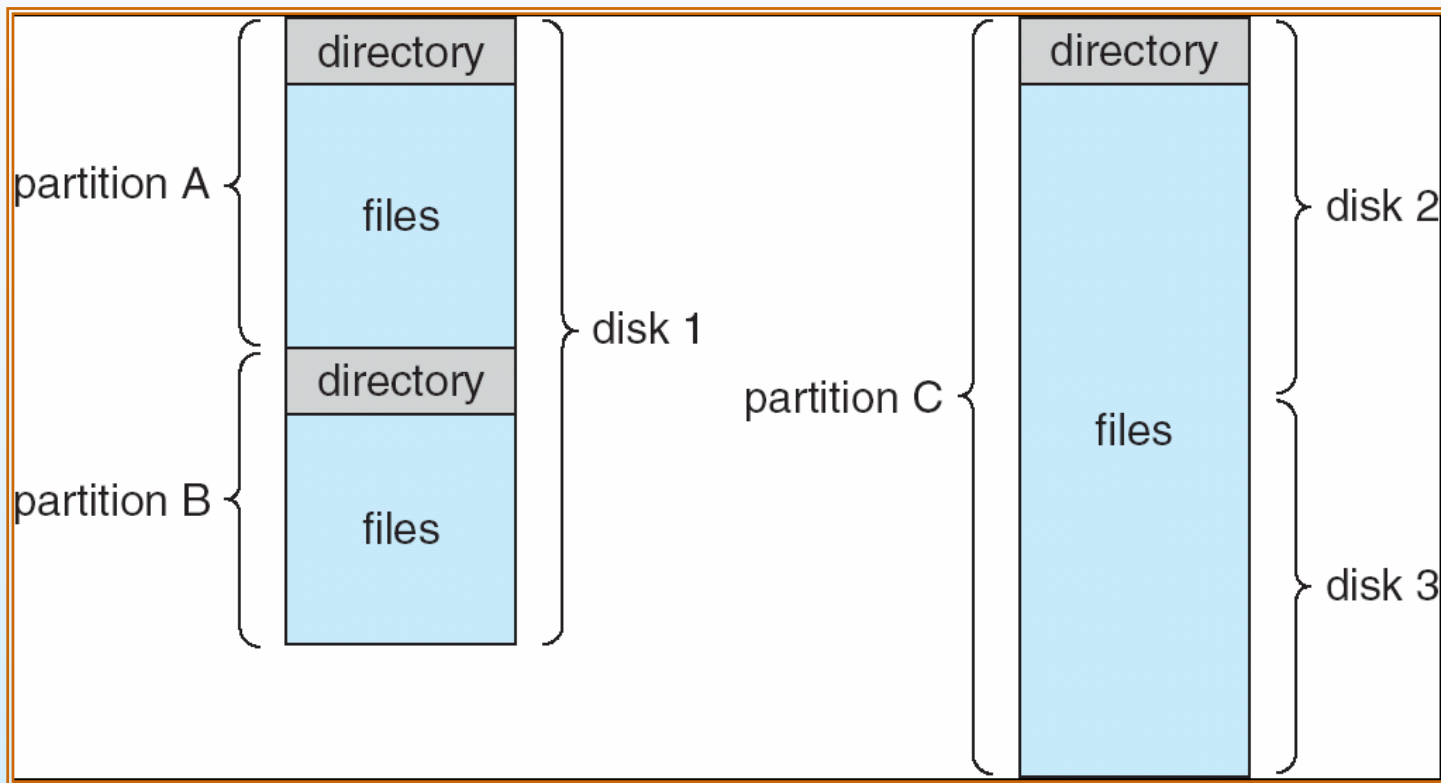 directory
partition A
files
disk 1
directory
partition B
files
directory
disk 2
partition C
files
disk 3